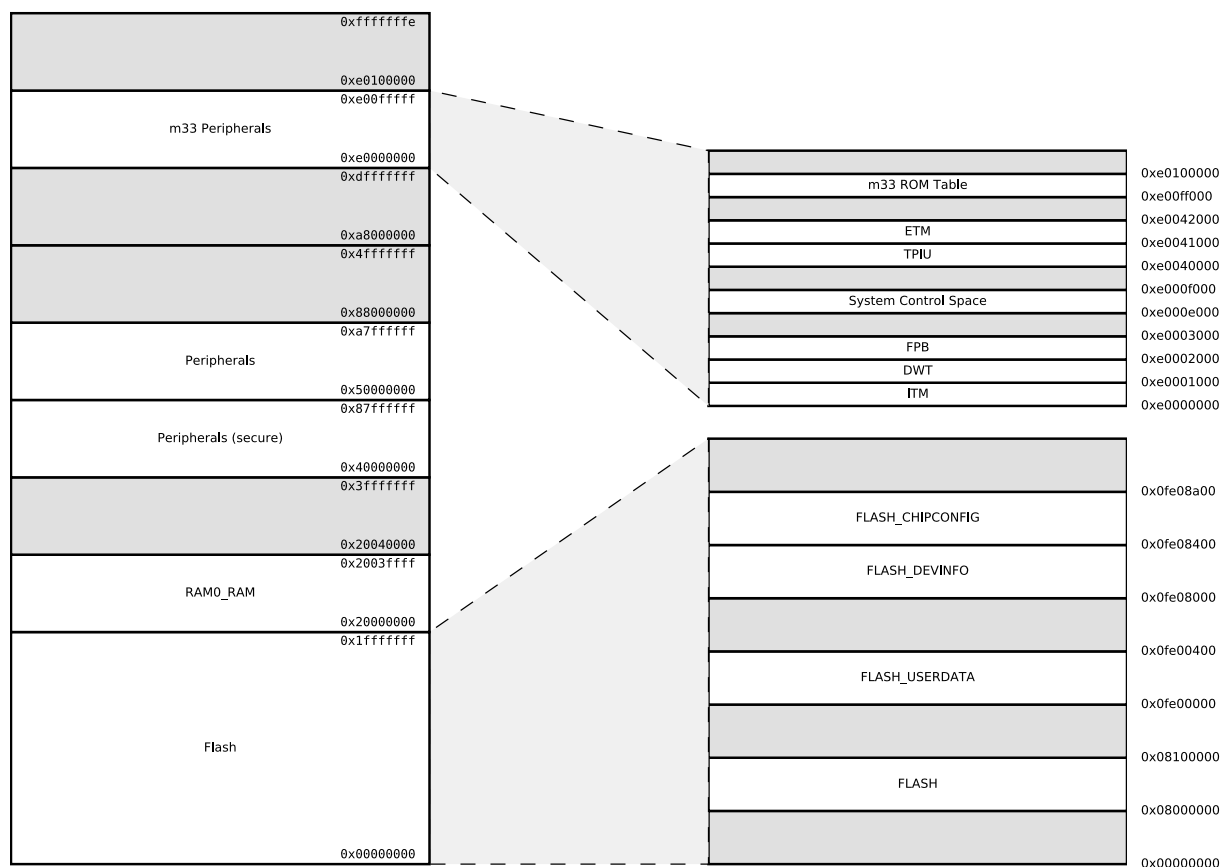 0xfffffffe
0xe0100000
0xe00fffff
m33 Peripherals
0xe0000000
0xdfffffff
0xa8000000
0x4fffffff
0x88000000
0xa7ffffff
Peripherals
0x50000000
0x87ffffff
Peripherals (secure)
0x40000000
0x3fffffff
0x20040000
0x2003ffff
RAM0_RAM
0x20000000
0x1fffffff
Flash
0x00000000
0xe0100000
m33 ROM Table
0xe00ff000
0xe0042000
ETM
0xe0041000
TPIU
0xe0040000
0xe000f000
System Control Space
0xe000e000
0xe0003000
FPB
0xe0002000
DWT
0xe0001000
ITM
0xe0000000
0x0fe08a00
FLASH_CHIPCONFIG
0x0fe08400
FLASH_DEVINFO
0x0fe08000
0x0fe00400
FLASH_USERDATA
0x0fe00000
0x08100000
FLASH
0x08000000
0x00000000